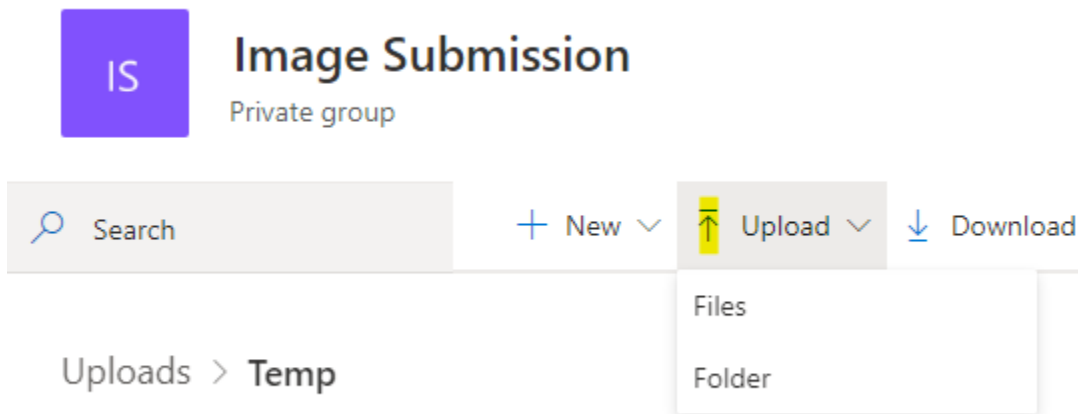 IS
Image Submission
Private group
Search
New
Upload
Download
Files
Folder
Uploads > Temp